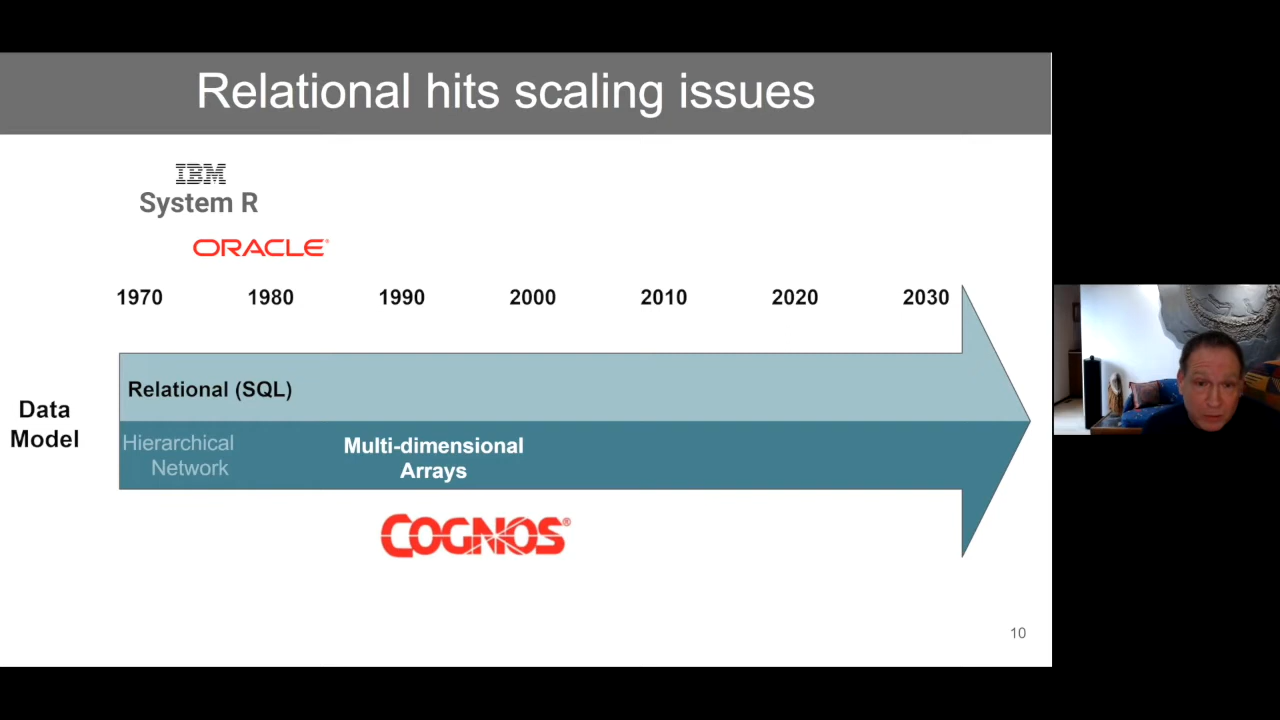 Relational hits scaling issues
IBM
System R
ORACLE®
1970 1980 1990 2000 2010 2020 2030
Relational (SQL)
Data
Model
Hierarchical
Network
Multi-dimensional
Arrays
COGNOS®
10